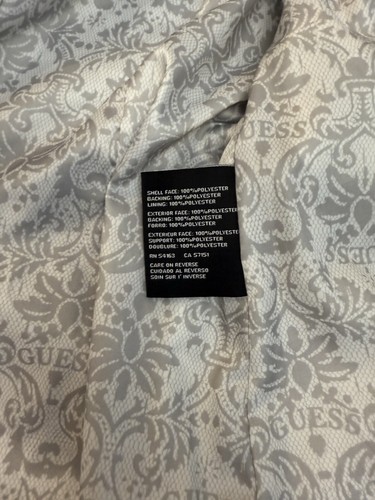 GUESS
SHELL FACE: 100%POLYESTER
BACKING: 100%POLYESTER
LINING: 100%POLYESTER
EXTERIOR FACE: 100%POLYESTER
BACKING: 100%POLYESTER
FORRO: 100%POLYESTER
EXTERIEUR FACE: 100%POLYESTE
SUPPORT: 100%POLYESTER
DOUBLURE: 100%POLYESTER
RN 54163 CA 57151
CARE ON REVERSE
CUIDADO AL REVERSO
SOIN SUR l' INVERSE
GUESS
GUESS